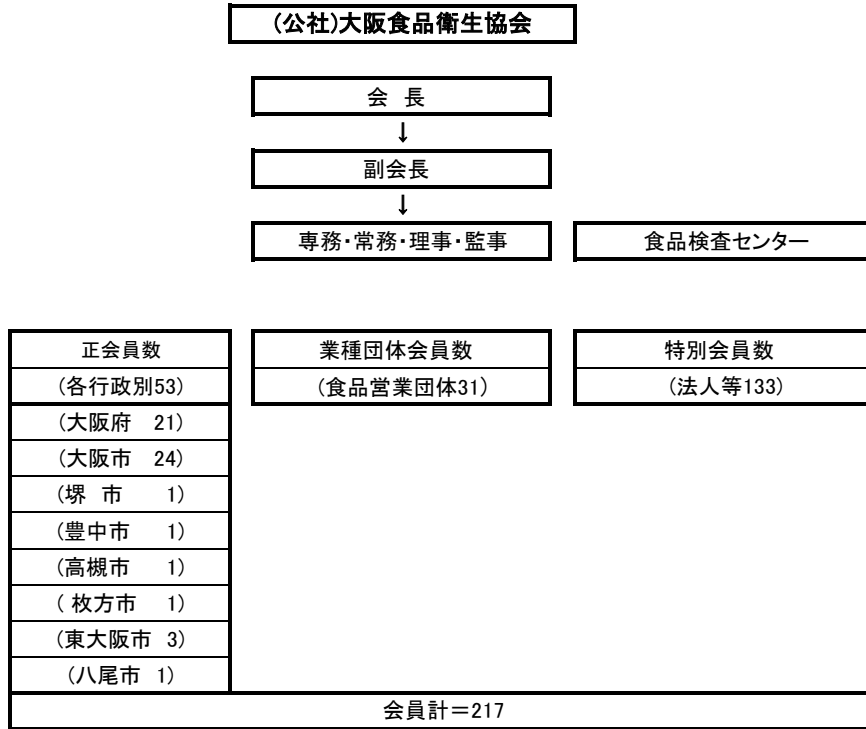 (公社)大阪食品衛生協会
会 長
↓
副会長
↓
専務・常務・理事・監事 食品検査センター
正会員数 業種団体会員数 特別会員数
(各行政別53) (食品営業団体31) (法人等133)
(大阪府 21)
(大阪市 24)
(堺 市 1)
(豊中市 1)
(高槻市 1)
( 枚方市 1)
(東大阪市 3)
(八尾市 1)
会員計＝217